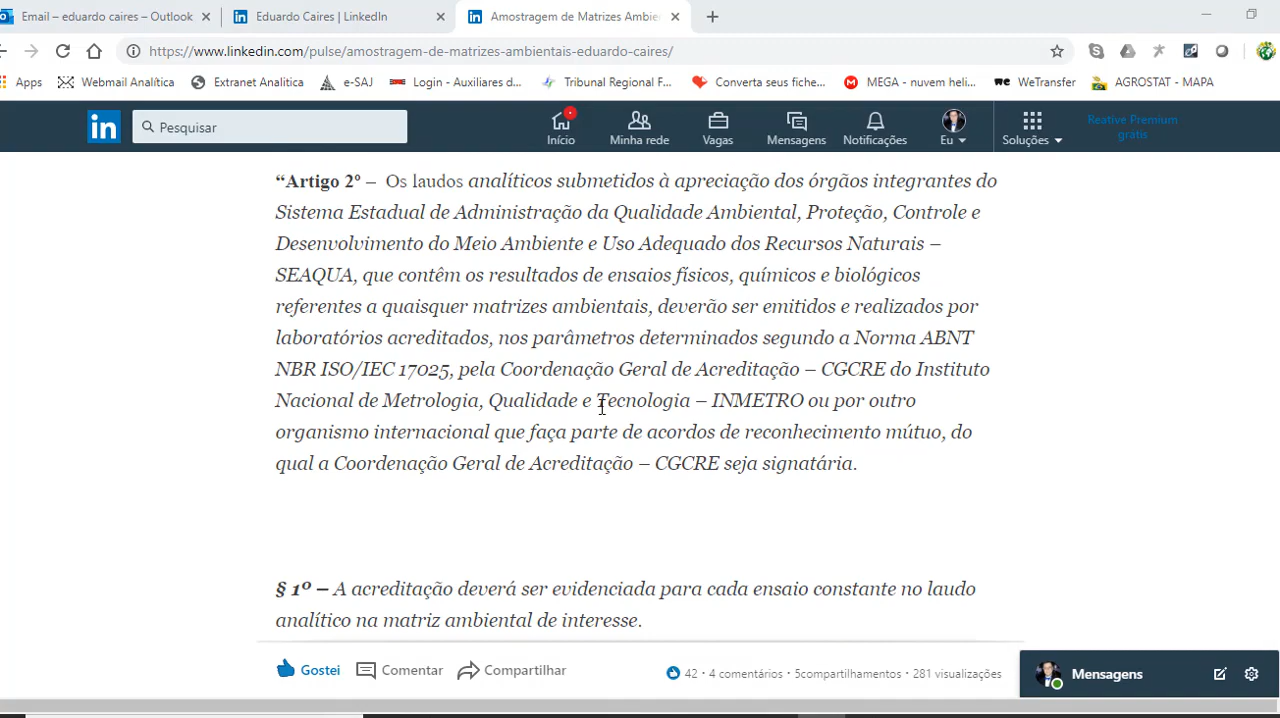 Email – eduardo caires – Outlook
Eduardo Caires | LinkedIn
Amostragem de Matrizes Ambie
https://www.linkedin.com/pulse/amostragem-de-matrizes-ambientais-eduardo-caires/
Apps
Webmail Analítica
Extranet Analitica
e-SAJ
Login - Auxiliares d...
Tribunal Regional F...
Converta seus fiche...
MEGA - nuvem heli...
WeTransfer
AGROSTAT - MAPA
in
Pesquisar
Início
Minha rede
Vagas
Mensagens
Notificações
Eu
Soluções
Reative Premium
gratis
“Artigo 2º – Os laudos analíticos submetidos à apreciação dos órgãos integrantes do
Sistema Estadual de Administração da Qualidade Ambiental, Proteção, Controle e
Desenvolvimento do Meio Ambiente e Uso Adequado dos Recursos Naturais –
SEAQUA, que contêm os resultados de ensaios físicos, químicos e biológicos
referentes a quaisquer matrizes ambientais, deverão ser emitidos e realizados por
laboratórios acreditados, nos parâmetros determinados segundo a Norma ABNT
NBR ISO/IEC 17025, pela Coordenação Geral de Acreditação – CGCRE do Instituto
Nacional de Metrologia, Qualidade e Tecnologia – INMETRO ou por outro
organismo internacional que faça parte de acordos de reconhecimento mútuo, do
qual a Coordenação Geral de Acreditação – CGCRE seja signatária.
§ 1º – A acreditação deverá ser evidenciada para cada ensaio constante no laudo
analítico na matriz ambiental de interesse.
Gostei
Comentar
Compartilhar
42 · 4 comentários · 5compartilhamentos · 281 visualizações
Mensagens